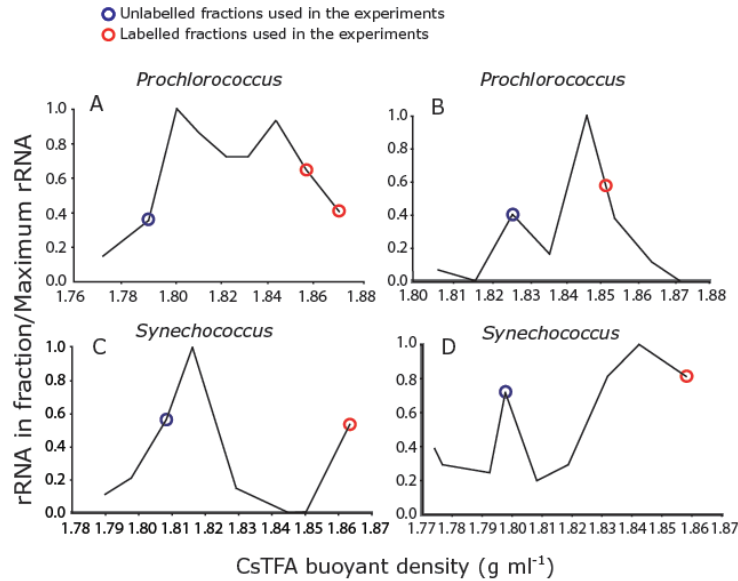 Unlabelled fractions used in the experiments
Labelled fractions used in the experiments
Prochlorococcus
Prochlorococcus
A
B
1.0
0.8
0.6
0.4
0.2
0.0
1.76 1.78 1.80 1.82 1.84 1.86 1.88
1.0
0.8
0.6
0.4
0.2
0.0
1.80 1.81 1.82 1.83 1.84 1.85 1.86 1.87 1.88
Synechococcus
Synechococcus
C
D
1.0
0.8
0.6
0.4
0.2
0.0
1.78 1.79 1.80 1.81 1.82 1.83 1.84 1.85 1.86 1.87
1.0
0.8
0.6
0.4
0.2
0.0
1.77 1.78 1.79 1.80 1.81 1.82 1.83 1.84 1.85 1.86 1.87
rRNA in fraction/Maximum rRNA
CsTFA buoyant density (g ml⁻¹)